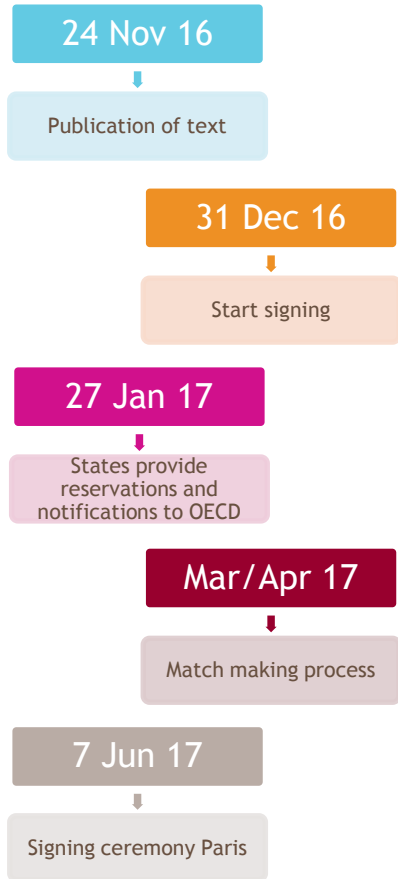 24 Nov 16
Publication of text
31 Dec 16
Start signing
27 Jan 17
States provide
reservations and
notifications to OECD
Mar/Apr 17
Match making process
7 Jun 17
Signing ceremony Paris